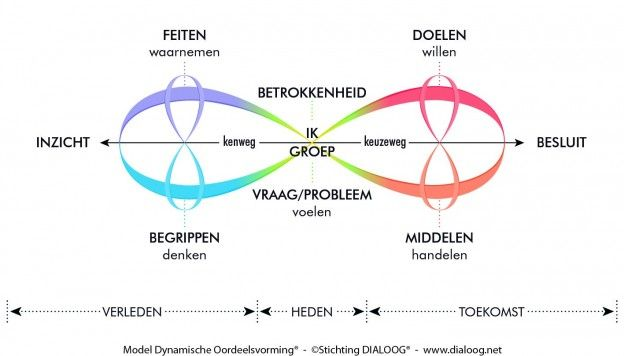 FEITEN
waarnemen
DOELEN
willen
BETROKKENHEID
INZICHT
kenweg
IK
GROEP
keuzeweg
BESLUIT
VRAAG/PROBLEEM
voelen
BEGRIPPEN
denken
MIDDELEN
handelen
VERLEDEN
HEDEN
TOEKOMST
Model Dynamische Oordeelsvorming® - ©Stichting DIALOOG® - www.dialoog.net